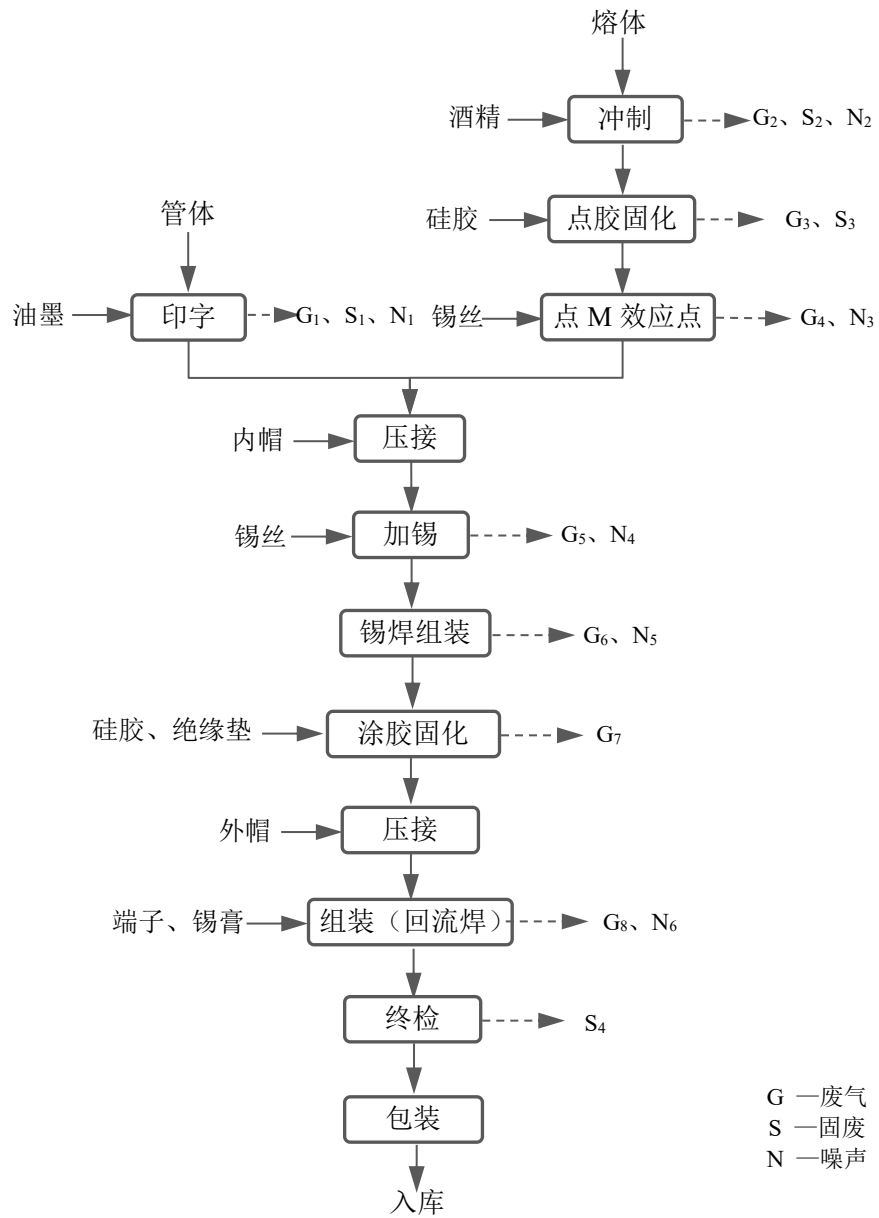 熔体
酒精
冲制
G₂、S₂、N₂
硅胶
点胶固化
G₃、S₃
管体
油墨
印字
G₁、S₁、N₁
锡丝
点 M 效应点
G₄、N₃
内帽
压接
锡丝
加锡
G₅、N₄
锡焊组装
G₆、N₅
硅胶、绝缘垫
涂胶固化
G₇
外帽
压接
端子、锡膏
组装（回流焊）
G₈、N₆
终检
S₄
包装
入库
G —废气
S —固废
N —噪声